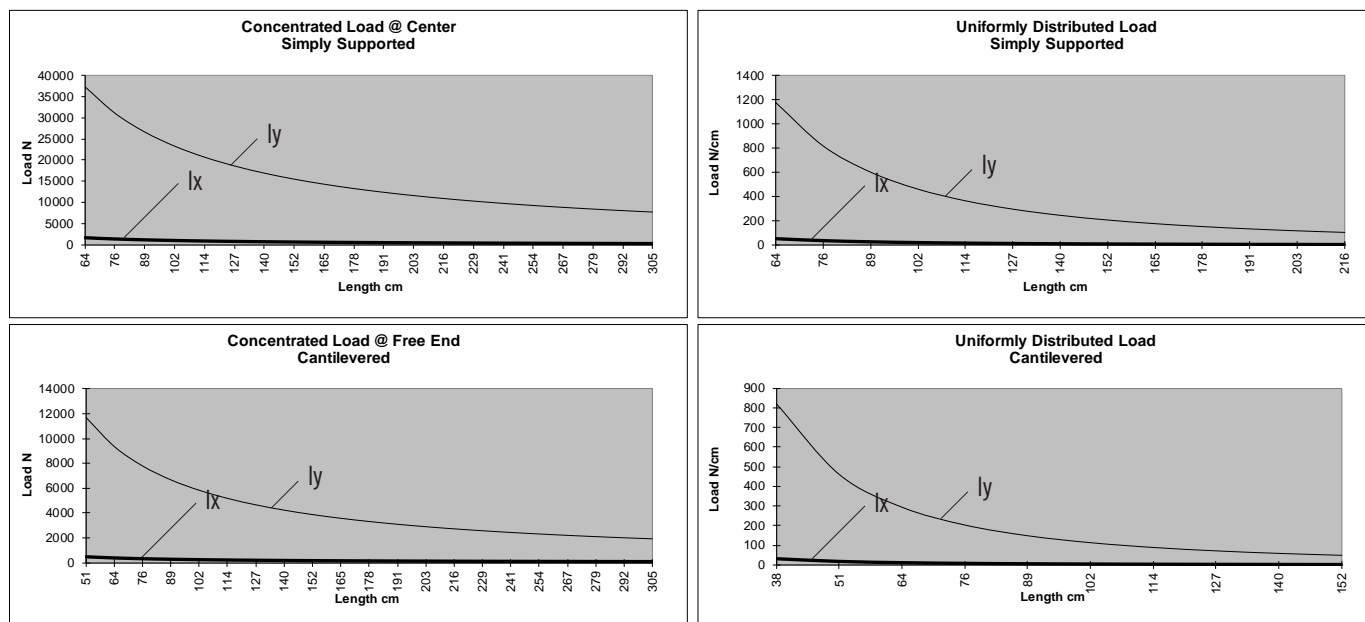 Concentrated Load @ Center
Simply Supported
40000
35000
30000
25000
20000
15000
10000
5000
0
Load N
Iy
Ix
64 76 89 102 114 127 140 152 165 178 191 203 216 229 241 254 267 279 292 305
Length cm
Uniformly Distributed Load
Simply Supported
1400
1200
1000
800
600
400
200
0
Load N/cm
Iy
Ix
64 76 89 102 114 127 140 152 165 178 191 203 216
Length cm
Concentrated Load @ Free End
Cantilevered
14000
12000
10000
8000
6000
4000
2000
0
Load N
Iy
Ix
51 64 76 89 102 114 127 140 152 165 178 191 203 216 229 241 254 267 279 292 305
Length cm
Uniformly Distributed Load
Cantilevered
900
800
700
600
500
400
300
200
100
0
Load N/cm
Iy
Ix
38 51 64 76 89 102 114 127 140 152
Length cm